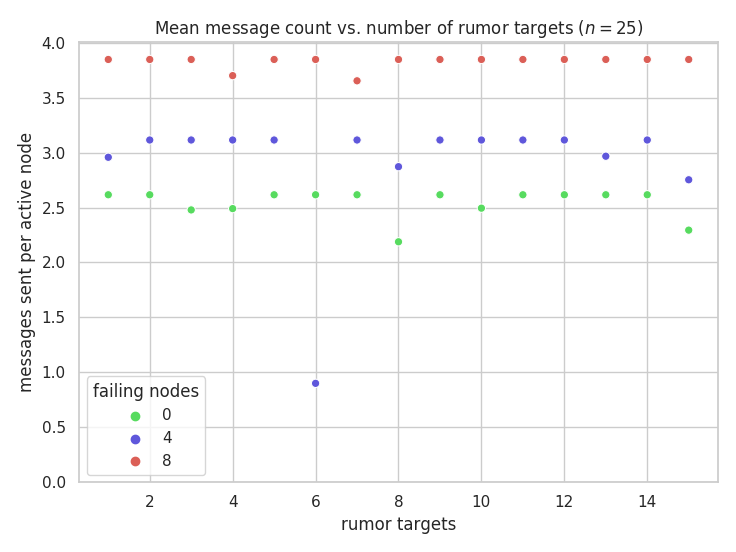 Mean message count vs. number of rumor targets (n = 25)
messages sent per active node
4.0
3.5
3.0
2.5
2.0
1.5
1.0
0.5
0.0
failing nodes
0
4
8
2 4 6 8 10 12 14
rumor targets